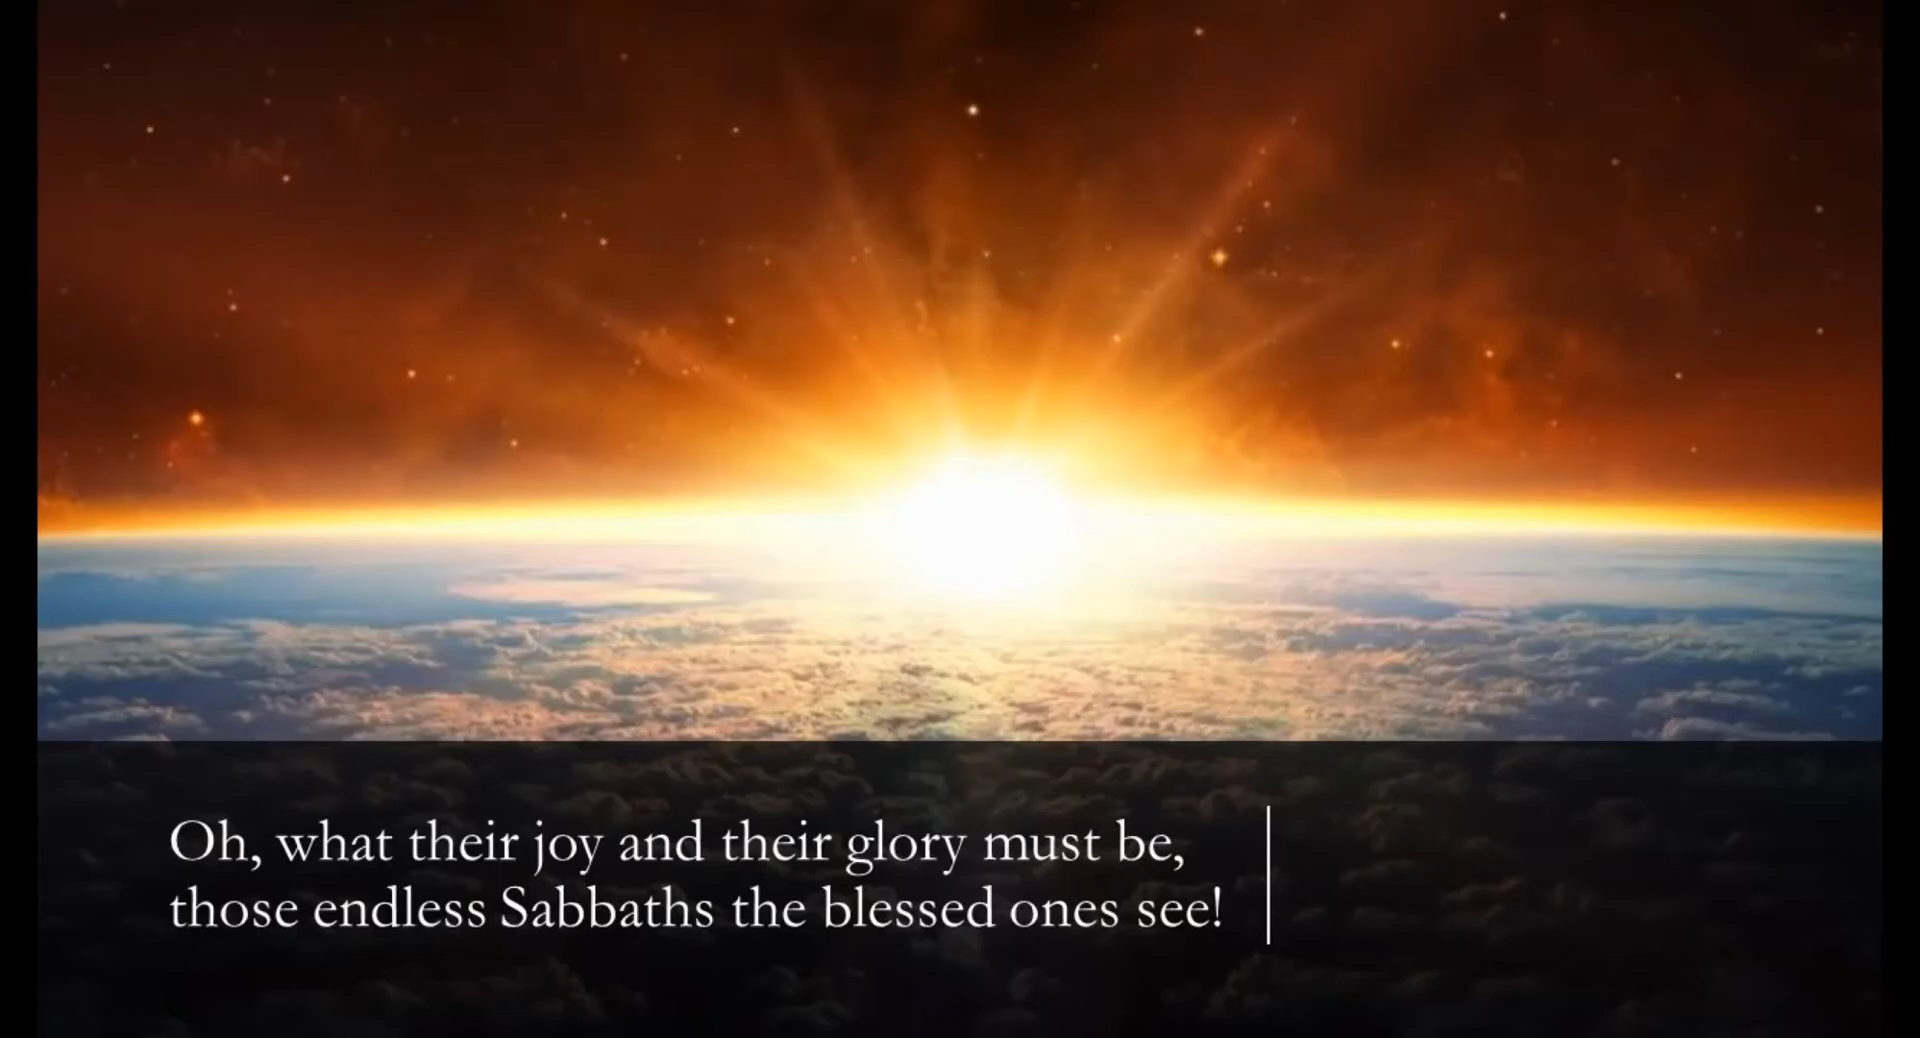 Oh, what their joy and their glory must be,
those endless Sabbaths the blessed ones see!